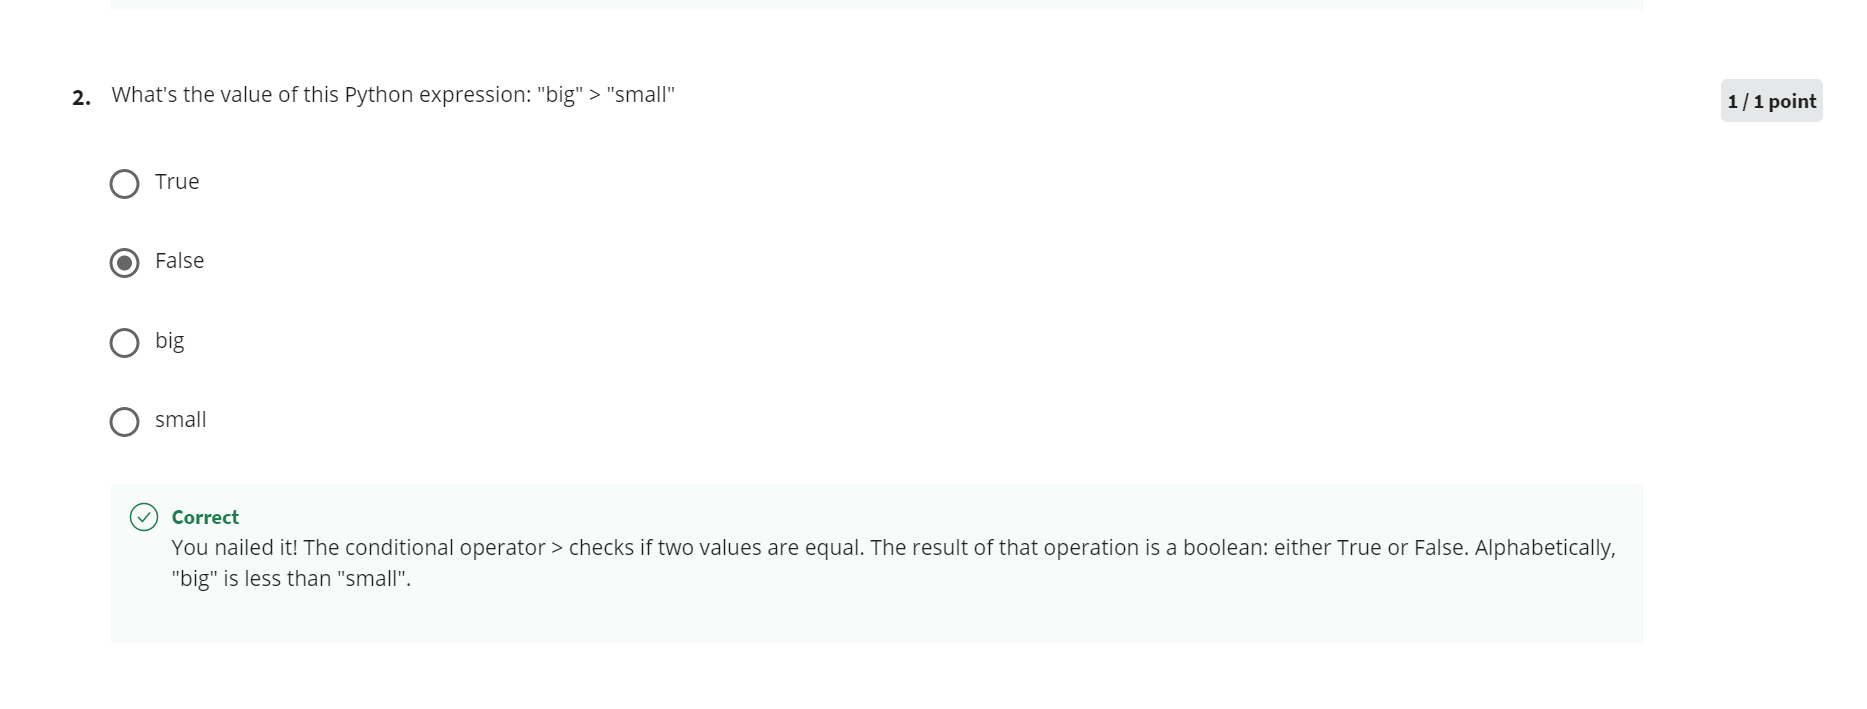 2. What's the value of this Python expression: "big" > "small"
1 / 1 point
True
False
big
small
Correct
You nailed it! The conditional operator > checks if two values are equal. The result of that operation is a boolean: either True or False. Alphabetically,
"big" is less than "small".